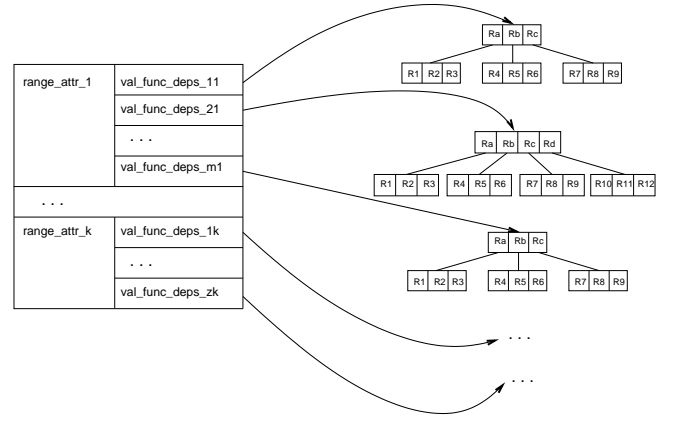 range_attr_1
val_func_deps_11
val_func_deps_21
. . .
val_func_deps_m1
. . .
range_attr_k
val_func_deps_1k
. . .
val_func_deps_zk
Ra Rb Rc
R1 R2 R3 R4 R5 R6 R7 R8 R9
Ra Rb Rc Rd
R1 R2 R3 R4 R5 R6 R7 R8 R9 R10 R11 R12
Ra Rb Rc
R1 R2 R3 R4 R5 R6 R7 R8 R9
. . .
. . .